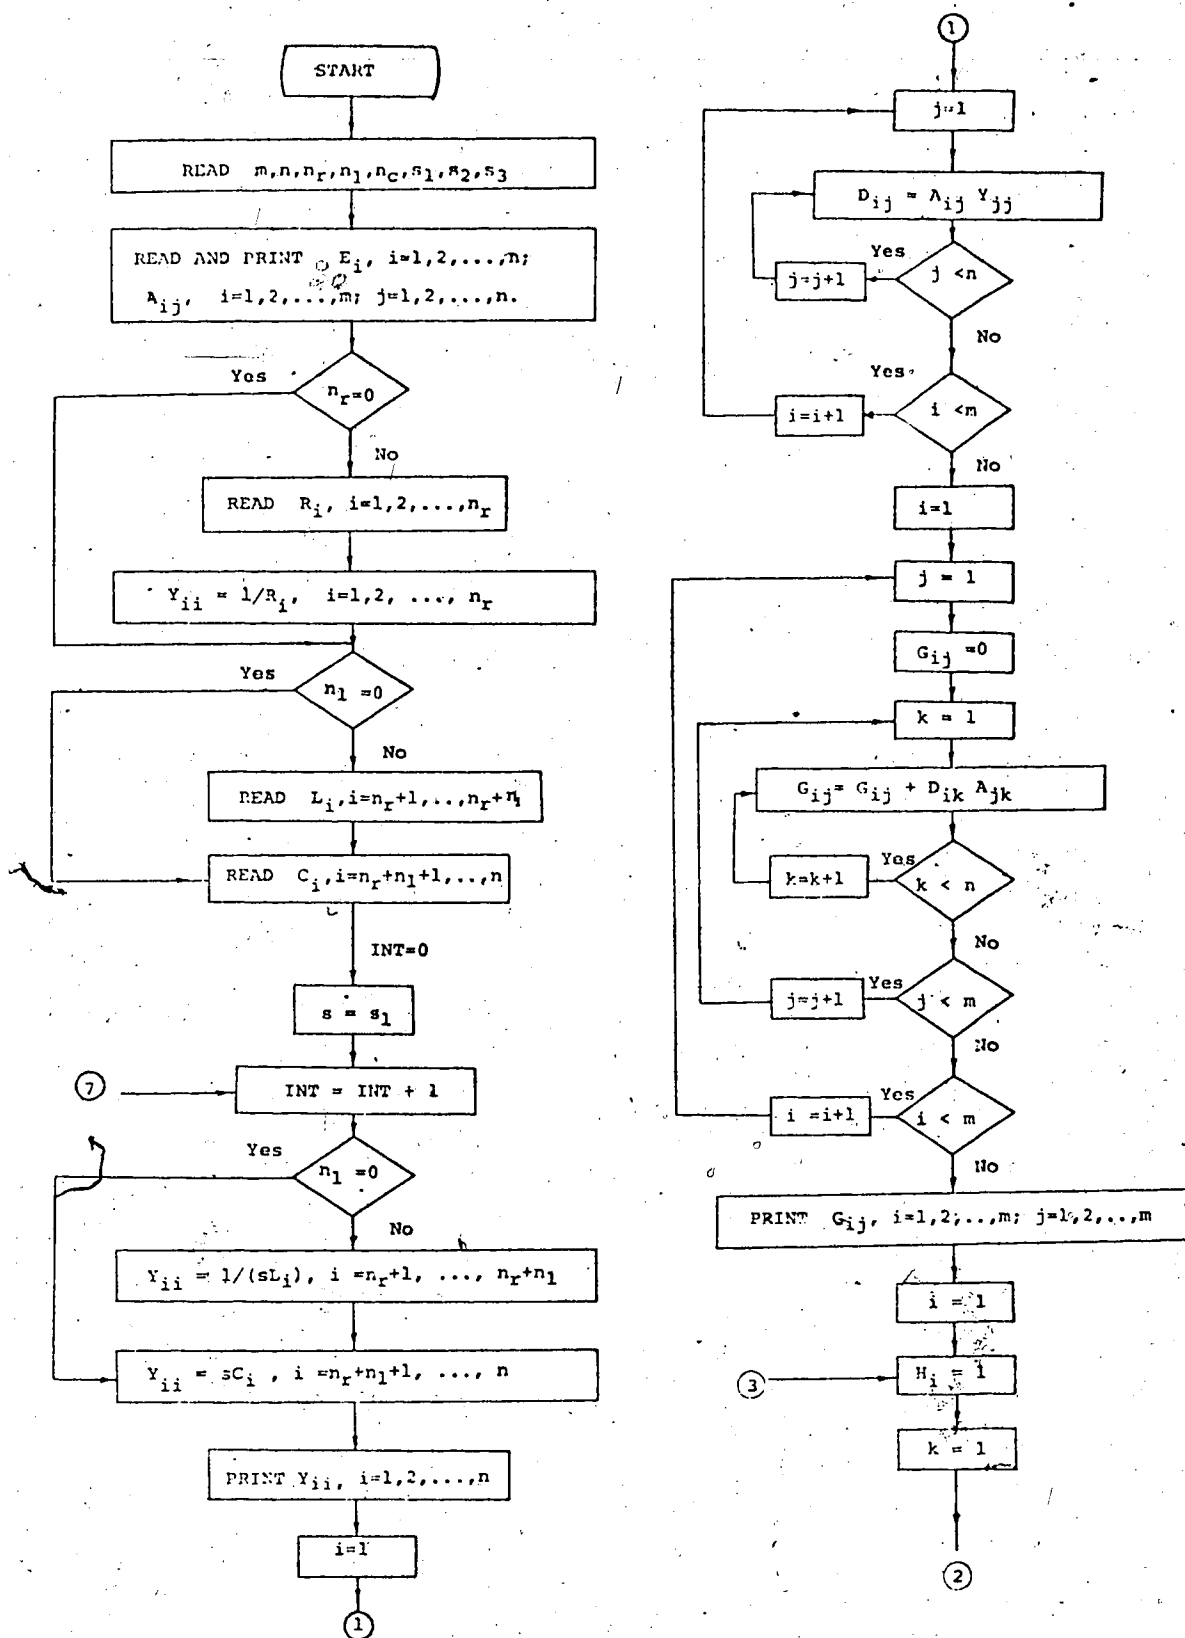 START
READ m,n,n_r,n_l,n_c,s_1,s_2,s_3
READ AND PRINT E_i, i=1,2,...,n;
A_ij, i=1,2,...,m; j=1,2,...,n.
Yes
n_r=0
No
READ R_i, i=1,2,...,n_r
Y_ii = 1/R_i, i=1,2, ..., n_r
Yes
n_l =0
No
READ L_i,i=n_r+1,...,n_r+n_l
READ C_i,i=n_r+n_l+1,...,n
INT=0
s = s_1
7
INT = INT + 1
Yes
n_l =0
No
Y_ii = 1/(sL_i), i =n_r+1, ..., n_r+n_l
Y_ii = sC_i , i =n_r+n_l+1, ..., n
PRINT Y_ii, i=1,2,...,n
i=1
1
1
j=1
D_ij = A_ij Y_jj
Yes
j=j+1
j <n
No
Yes
i=i+1
i <m
No
i=1
j = 1
G_ij =0
k = 1
G_ij= G_ij + D_ik A_jk
Yes
k=k+1
k < n
No
Yes
j=j+1
j < m
No
Yes
i =i+1
i < m
No
PRINT G_ij, i=1,2,...,m; j=1,2,...,m
i = 1
3
H_i = 1
k = 1
2